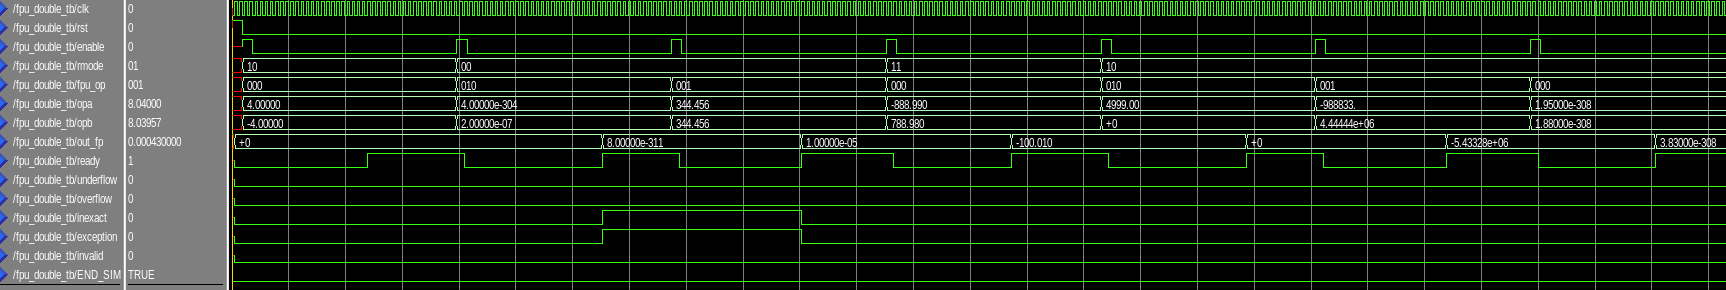 /fpu_double_tb/clk 0
/fpu_double_tb/rst 0
/fpu_double_tb/enable 0
/fpu_double_tb/rmode 01 10 00 11 10
/fpu_double_tb/fpu_op 001 000 010 001 000 010 001 000
/fpu_double_tb/opa 8.04000 4.00000 4.00000e-304 344.456 -888.990 4999.00 -988833. 1.95000e-308
/fpu_double_tb/opb 8.03957 -4.00000 2.00000e-07 344.456 788.980 +0 4.44444e+06 1.88000e-308
/fpu_double_tb/out_fp 0.000430000 +0 8.00000e-311 1.00000e-05 -100.010 +0 -5.43328e+06 3.83000e-308
/fpu_double_tb/ready 1
/fpu_double_tb/underflow 0
/fpu_double_tb/overflow 0
/fpu_double_tb/inexact 0
/fpu_double_tb/exception 0
/fpu_double_tb/invalid 0
/fpu_double_tb/END_SIM TRUE